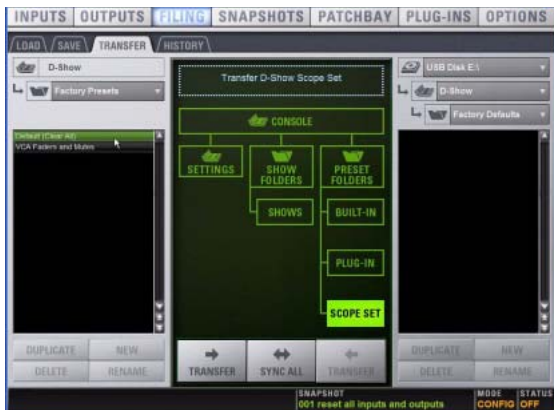 INPUTS OUTPUTS FILING SNAPSHOTS PATCHBAY PLUG-INS OPTIONS
LOAD SAVE TRANSFER HISTORY
D-Show
Factory Presets
Default (Clear All)
VCA Faders and Mutes
Transfer D-Show Scope Set
CONSOLE
SETTINGS
SHOW FOLDERS
PRESET FOLDERS
SHOWS
BUILT-IN
PLUG-IN
SCOPE SET
USB Disk E:\
D-Show
Factory Defaults
DUPLICATE NEW
DELETE RENAME
TRANSFER SYNC ALL TRANSFER
DUPLICATE NEW
DELETE RENAME
SNAPSHOT
001 reset all inputs and outputs
MODE STATUS
CONFIG OFF